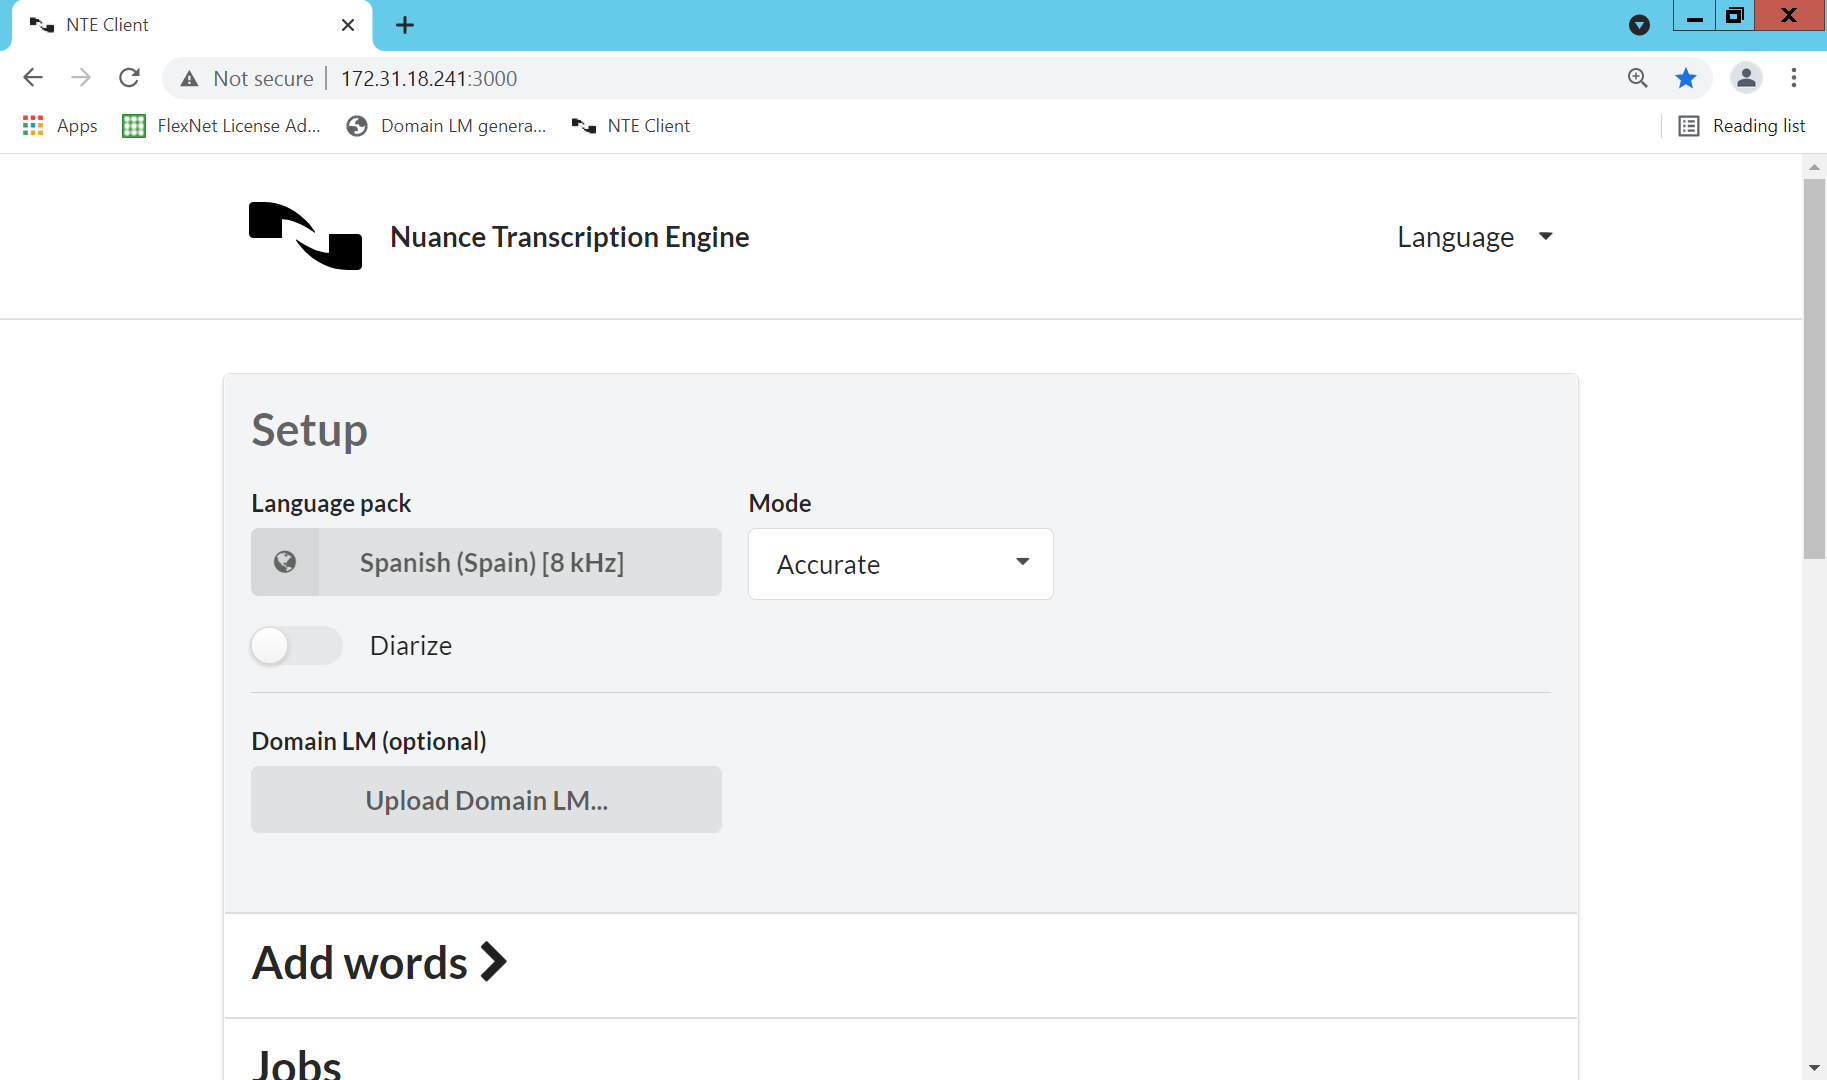 NTE Client
Not secure 172.31.18.241:3000
Apps FlexNet License Ad... Domain LM genera... NTE Client Reading list
Nuance Transcription Engine Language
Setup
Language pack Mode
Spanish (Spain) [8 kHz] Accurate
Diarize
Domain LM (optional)
Upload Domain LM...
Add words
Jobs